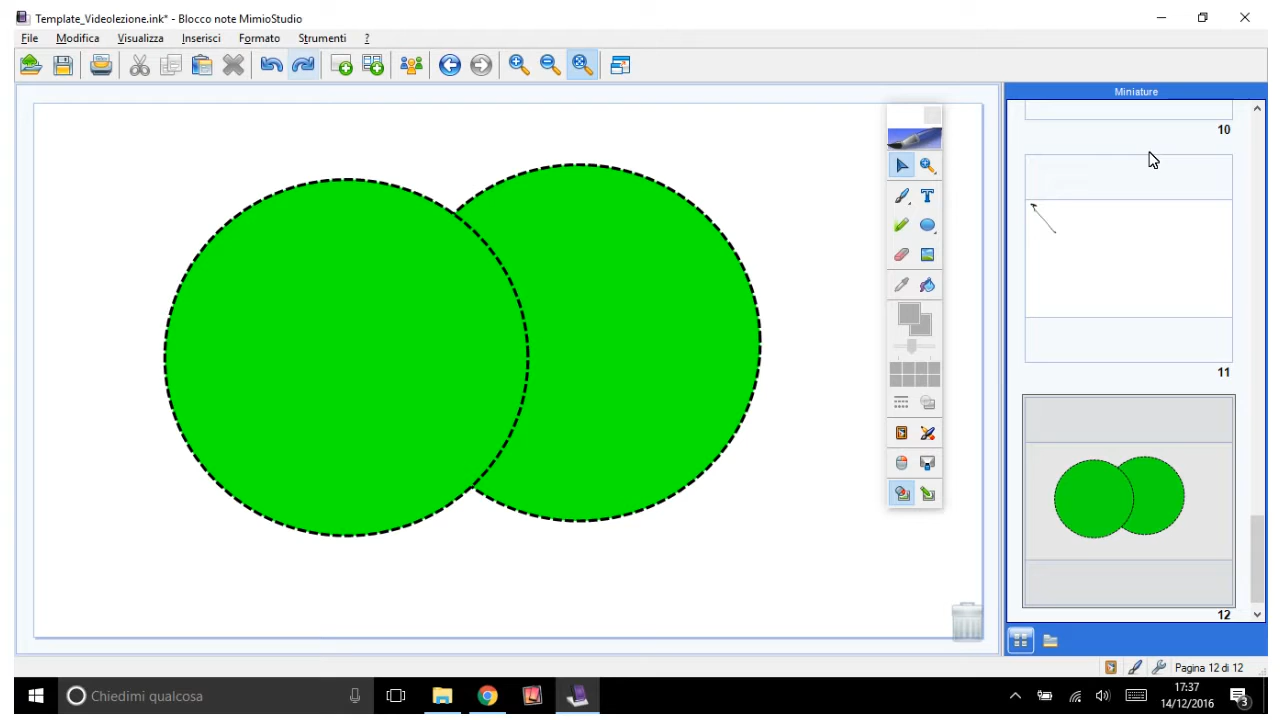 Template_Videolezione.ink* - Blocco note MimioStudio
File Modifica Visualizza Inserisci Formato Strumenti ?
Miniature
10
T
11
12
Pagina 12 di 12
Chiedimi qualcosa
17:37
14/12/2016
3